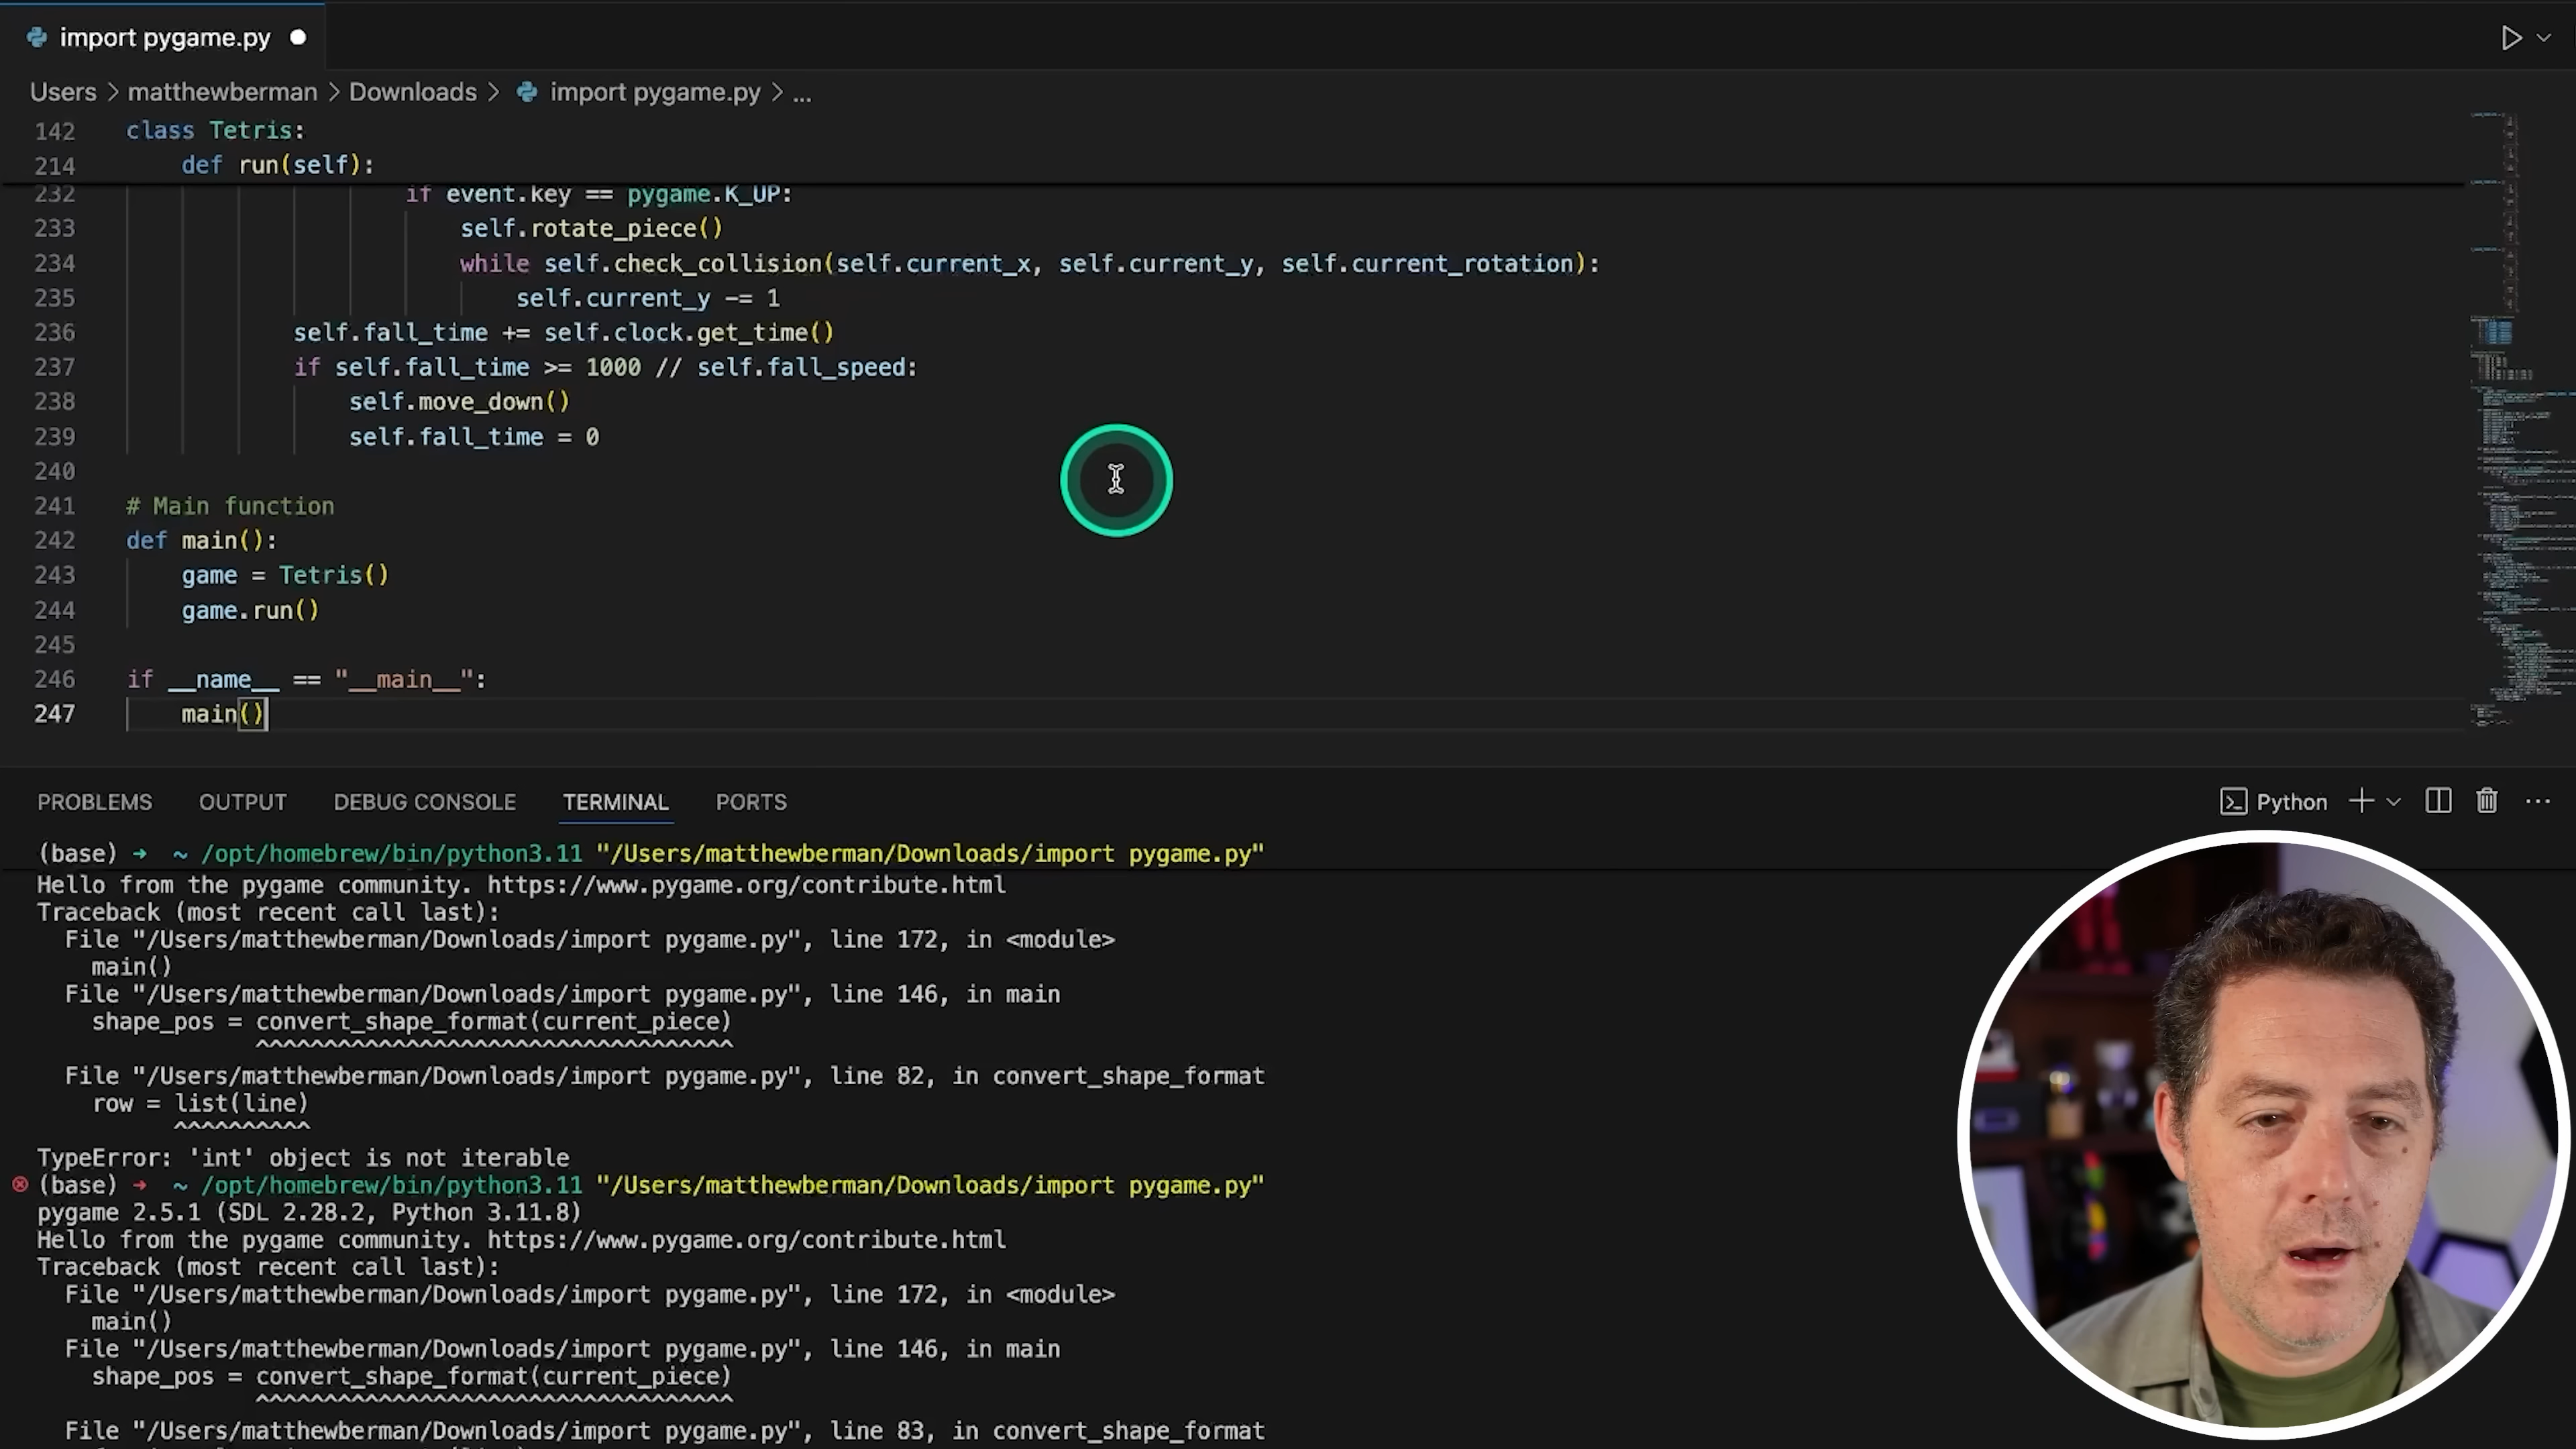 import pygame.py
Users > matthewberman > Downloads > import pygame.py > ...
142 class Tetris:
214 def run(self):
232 if event.key == pygame.K_UP:
233 self.rotate_piece()
234 while self.check_collision(self.current_x, self.current_y, self.current_rotation):
235 self.current_y -= 1
236 self.fall_time += self.clock.get_time()
237 if self.fall_time >= 1000 // self.fall_speed:
238 self.move_down()
239 self.fall_time = 0
240
241 # Main function
242 def main():
243 game = Tetris()
244 game.run()
245
246 if __name__ == "__main__":
247 main()
PROBLEMS OUTPUT DEBUG CONSOLE TERMINAL PORTS Python
(base) → ~ /opt/homebrew/bin/python3.11 "/Users/matthewberman/Downloads/import pygame.py"
Hello from the pygame community. https://www.pygame.org/contribute.html
Traceback (most recent call last):
File "/Users/matthewberman/Downloads/import pygame.py", line 172, in <module>
main()
File "/Users/matthewberman/Downloads/import pygame.py", line 146, in main
shape_pos = convert_shape_format(current_piece)
^^^^^^^^^^^^^^^^^^^^^^^^^^^^^^^^^^^
File "/Users/matthewberman/Downloads/import pygame.py", line 82, in convert_shape_format
row = list(line)
^^^^^^^^^^
TypeError: 'int' object is not iterable
(base) → ~ /opt/homebrew/bin/python3.11 "/Users/matthewberman/Downloads/import pygame.py"
pygame 2.5.1 (SDL 2.28.2, Python 3.11.8)
Hello from the pygame community. https://www.pygame.org/contribute.html
Traceback (most recent call last):
File "/Users/matthewberman/Downloads/import pygame.py", line 172, in <module>
main()
File "/Users/matthewberman/Downloads/import pygame.py", line 146, in main
shape_pos = convert_shape_format(current_piece)
^^^^^^^^^^^^^^^^^^^^^^^^^^^^^^^^^^^
File "/Users/matthewberman/Downloads/import pygame.py", line 83, in convert_shape_format